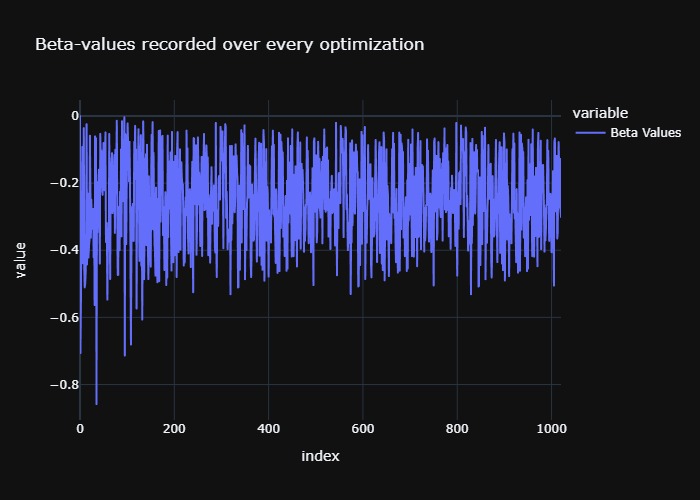 Beta-values recorded over every optimization
variable
Beta Values
0
−0.2
−0.4
−0.6
−0.8
value
0
200
400
600
800
1000
index